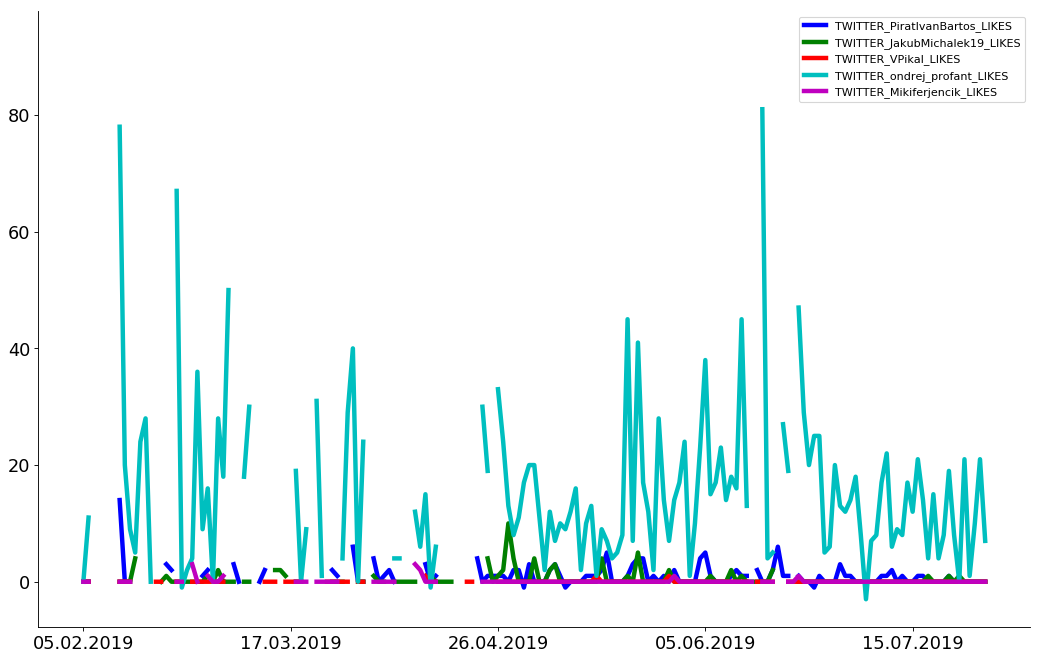 TWITTER_PiratIvanBartos_LIKES
TWITTER_JakubMichalek19_LIKES
TWITTER_VPikal_LIKES
TWITTER_ondrej_profant_LIKES
TWITTER_Mikiferjencik_LIKES
80
60
40
20
0
05.02.2019 17.03.2019 26.04.2019 05.06.2019 15.07.2019